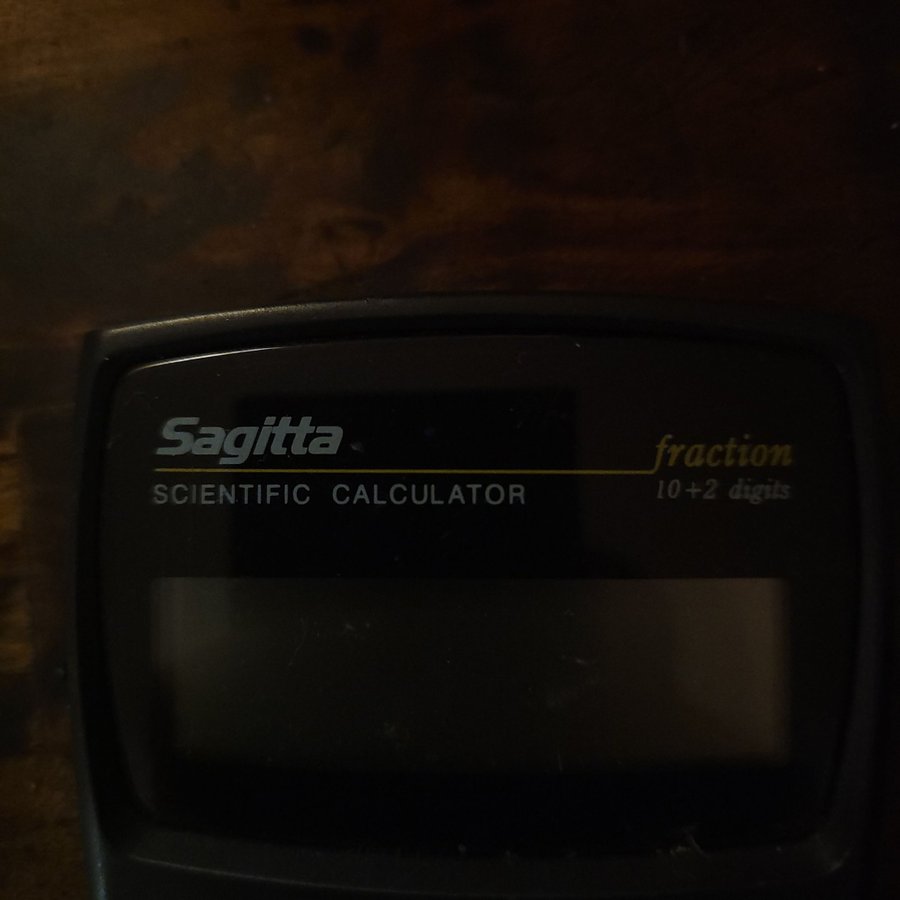 Sagitta
fraction
SCIENTIFIC CALCULATOR
10+2 digits